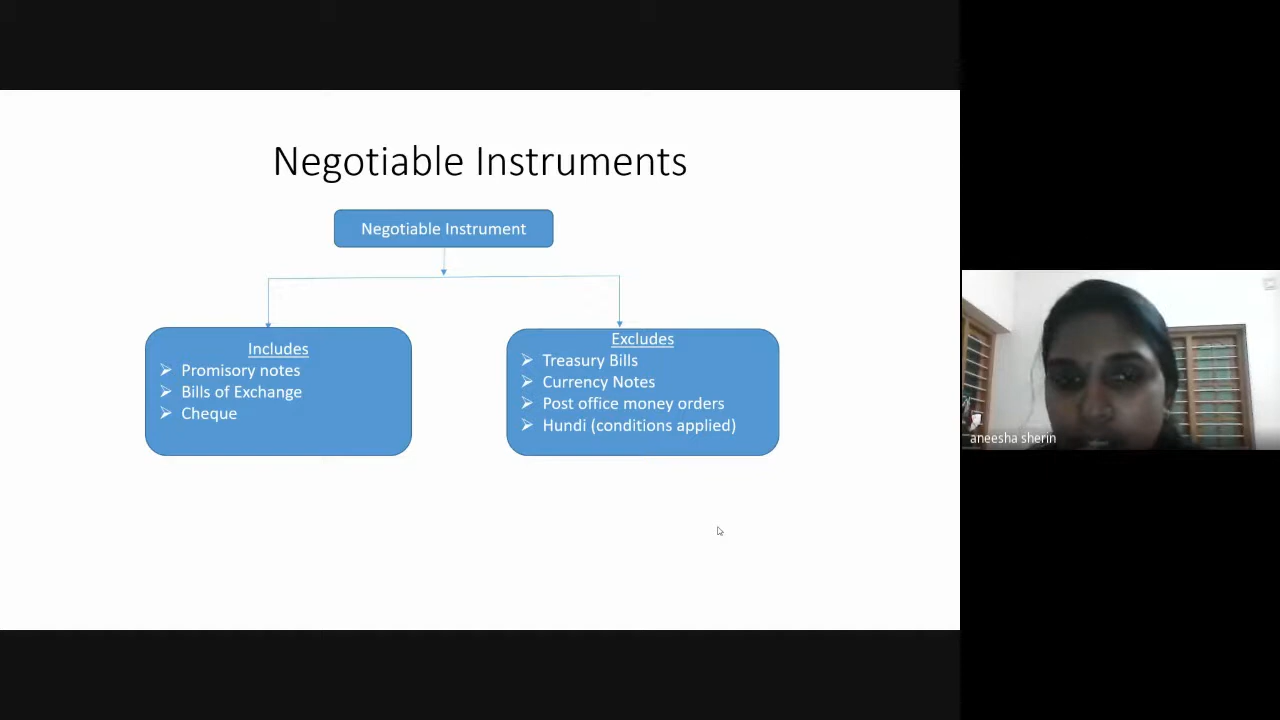 Negotiable Instruments
Negotiable Instrument
Includes
Promisory notes
Bills of Exchange
Cheque
Excludes
Treasury Bills
Currency Notes
Post office money orders
Hundi (conditions applied)
aneesha sherin